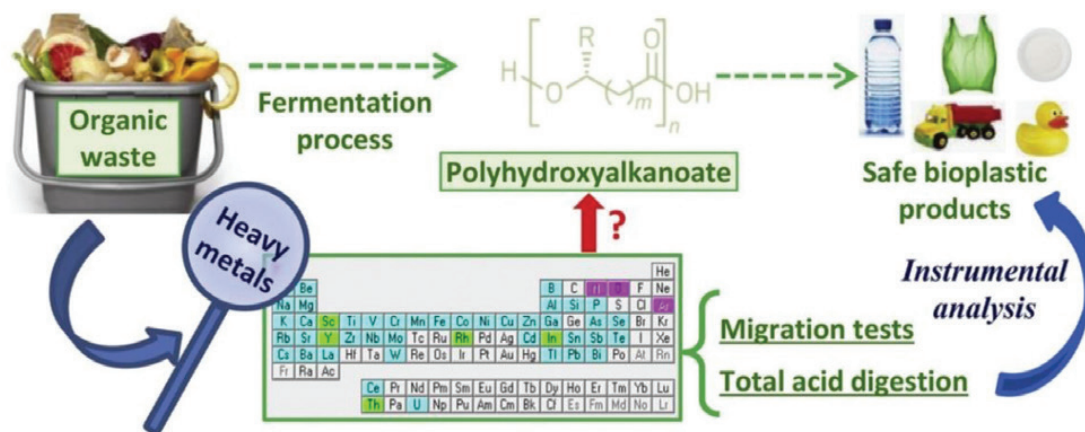 Organic
waste
Fermentation
process
R
O
H
O
m
OH
n
Polyhydroxyalkanoate
Safe bioplastic
products
Heavy
metals
?
He
Be B C F Ne
Na Mg Al Si P S Cl Ar
K Ca Sc Ti V Cr Mn Fe Co Ni Cu Zn Ga Ge As Se Br Kr
Rb Sr Y Zr Nb Mo Tc Ru Rh Pd Ag Cd In Sn Sb Te I Xe
Cs Ba La Hf Ta W Re Os Ir Pt Au Hg Tl Pb Bi Po At Rn
Fr Ra Ac
Ce Pr Nd Pm Sm Eu Gd Tb Dy Ho Er Tm Yb Lu
Th Pa U Np Pu Am Cm Bk Cf Es Fm Md No Lr
Migration tests
Total acid digestion
Instrumental
analysis